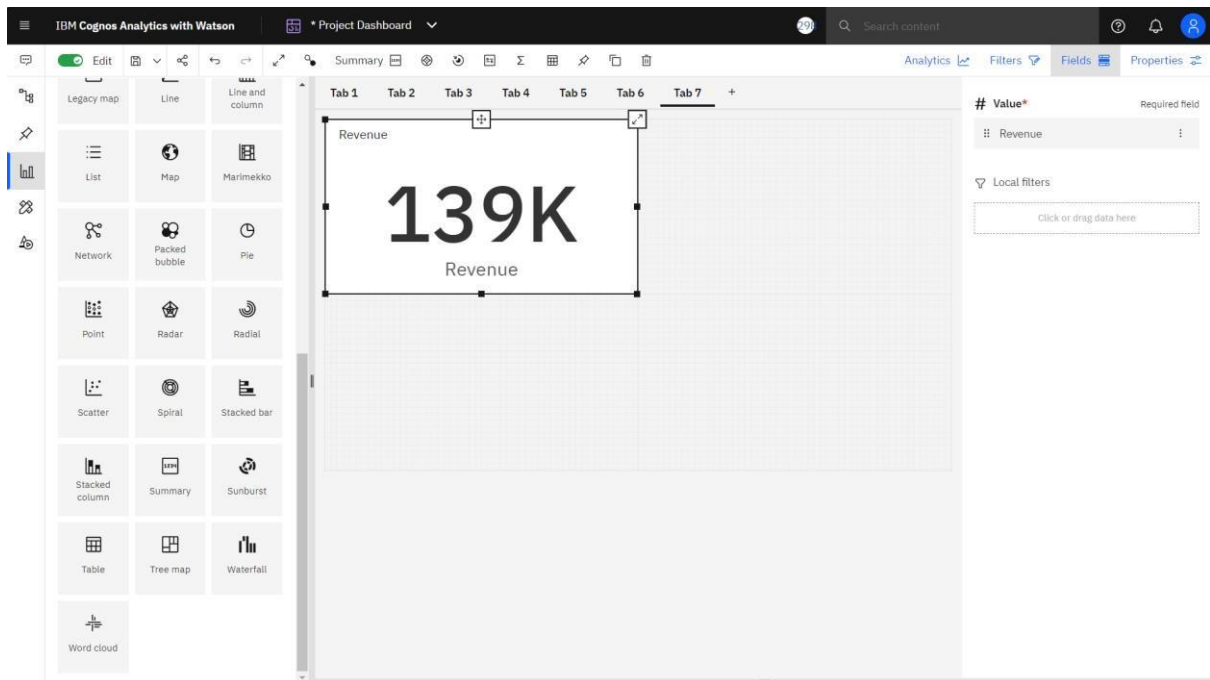 IBM Cognos Analytics with Watson
* Project Dashboard
Search content
Edit
Summary
Analytics
Filters
Fields
Properties
Legacy map
Line
Line and
column
List
Map
Marimekko
Network
Packed
bubble
Pie
Point
Radar
Radial
Scatter
Spiral
Stacked bar
Stacked
column
Summary
Sunburst
Table
Tree map
Waterfall
Word cloud
Tab 1
Tab 2
Tab 3
Tab 4
Tab 5
Tab 6
Tab 7
+
Revenue
139K
Revenue
# Value*
Required field
Revenue
Local filters
Click or drag data here